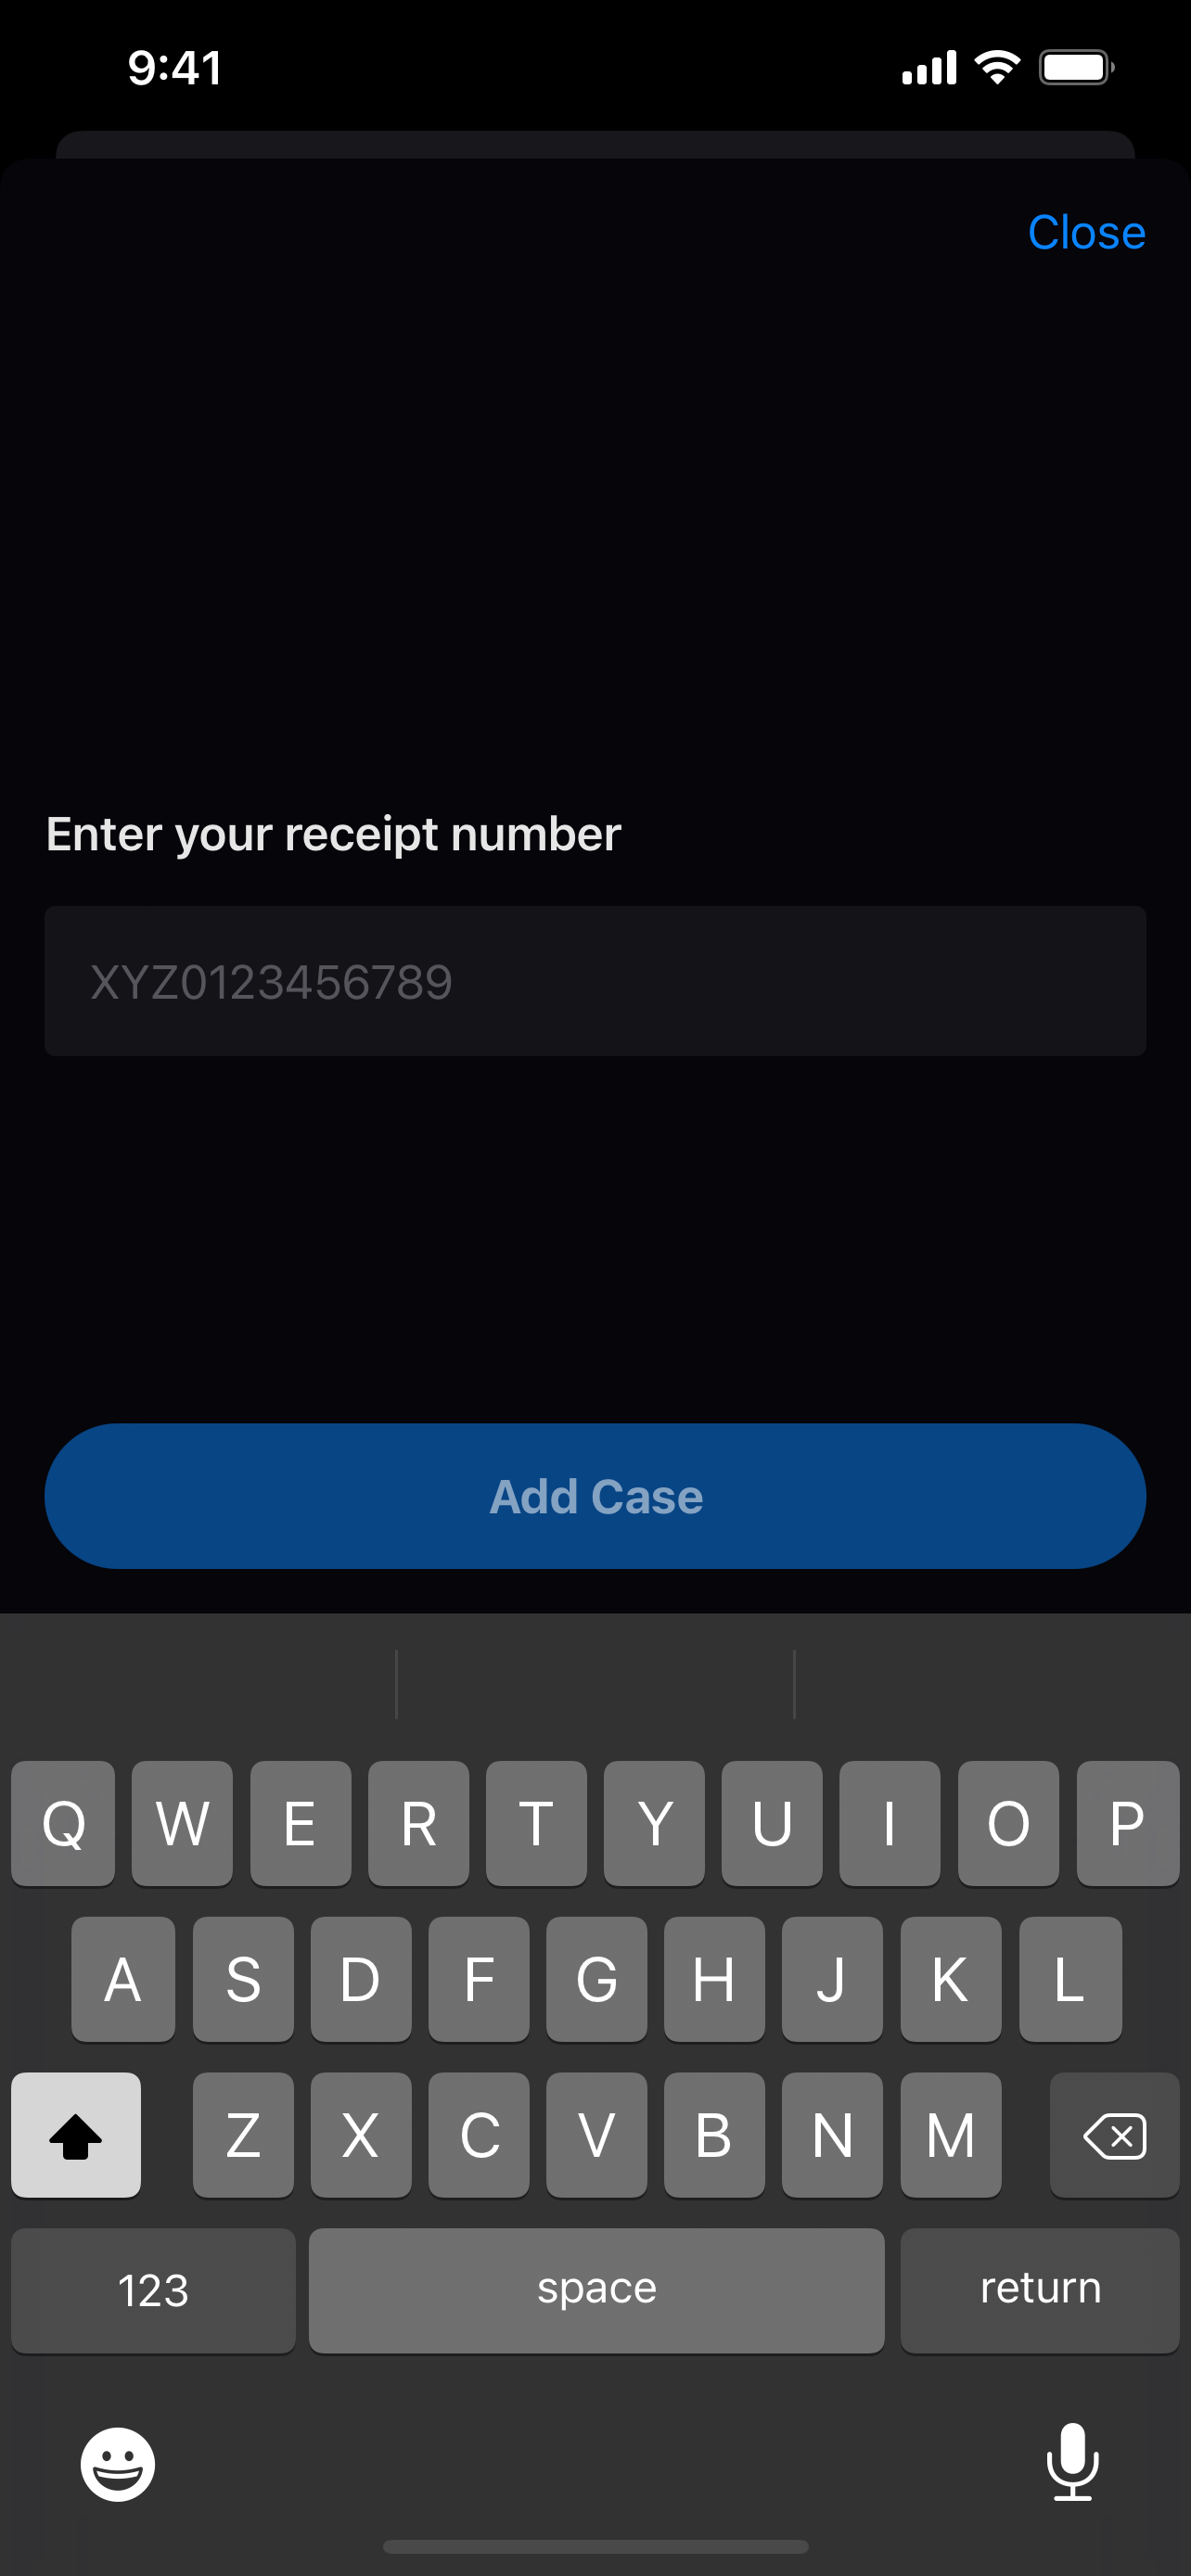 9:41
Close
Enter your receipt number
XYZ0123456789
Add Case
Q W E R T Y U I O P
A S D F G H J K L
Z X C V B N M
123 space return